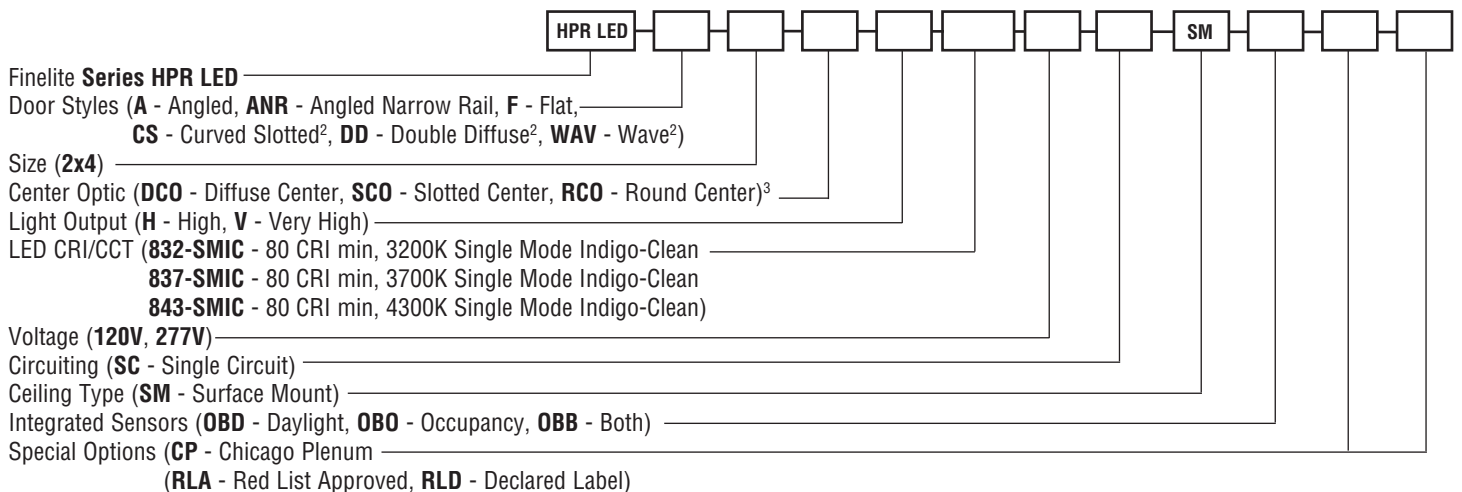 HPR LED SM
Finelite Series HPR LED
Door Styles (A - Angled, ANR - Angled Narrow Rail, F - Flat,
CS - Curved Slotted², DD - Double Diffuse², WAV - Wave²)
Size (2x4)
Center Optic (DCO - Diffuse Center, SCO - Slotted Center, RCO - Round Center)³
Light Output (H - High, V - Very High)
LED CRI/CCT (832-SMIC - 80 CRI min, 3200K Single Mode Indigo-Clean
837-SMIC - 80 CRI min, 3700K Single Mode Indigo-Clean
843-SMIC - 80 CRI min, 4300K Single Mode Indigo-Clean)
Voltage (120V, 277V)
Circuiting (SC - Single Circuit)
Ceiling Type (SM - Surface Mount)
Integrated Sensors (OBD - Daylight, OBO - Occupancy, OBB - Both)
Special Options (CP - Chicago Plenum
(RLA - Red List Approved, RLD - Declared Label)